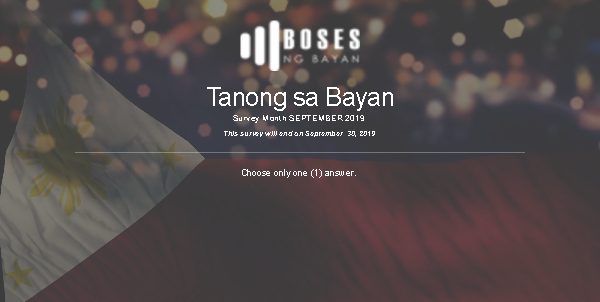 BOSES
NG BAYAN
Tanong sa Bayan
Survey Month SEPTEMBER 2019
This survey will end on September 30, 2019
Choose only one (1) answer.